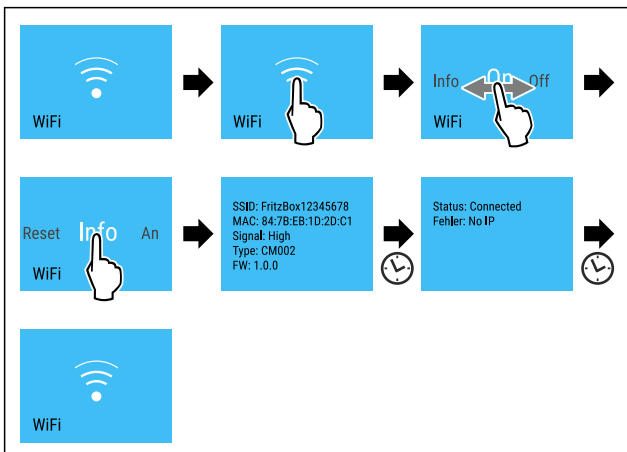 WiFi
WiFi
Info On Off
WiFi
Reset Info An
WiFi
SSID: FritzBox12345678
MAC: 84:7B:EB:1D:2D:C1
Signal: High
Type: CM002
FW: 1.0.0
Status: Connected
Fehler: No IP
WiFi